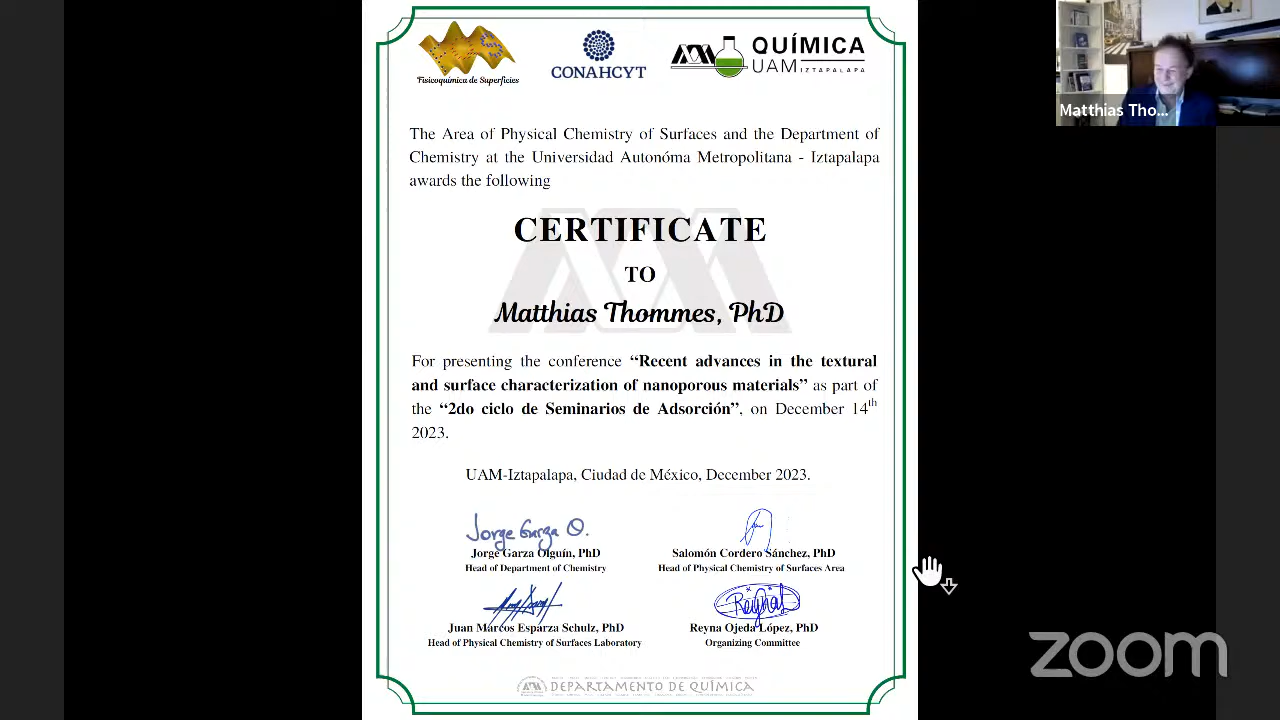 Fisicoquímica de Superficies
CONAHCYT
QUÍMICA
UAM IZTAPALAPA
Matthias Tho...
The Area of Physical Chemistry of Surfaces and the Department of
Chemistry at the Universidad Autonóma Metropolitana - Iztapalapa
awards the following
CERTIFICATE
TO
Matthias Thommes, PhD
For presenting the conference “Recent advances in the textural
and surface characterization of nanoporous materials” as part of
the “2do ciclo de Seminarios de Adsorción”, on December 14th
2023.
UAM-Iztapalapa, Ciudad de México, December 2023.
Jorge Garza O.
Jorge Garza Olguín, PhD
Head of Department of Chemistry
Salomón Cordero Sánchez, PhD
Head of Physical Chemistry of Surfaces Area
Juan Marcos Esparza Schulz, PhD
Head of Physical Chemistry of Surfaces Laboratory
Reyna Ojeda López, PhD
Organizing Committee
DEPARTAMENTO DE QUÍMICA
zoom